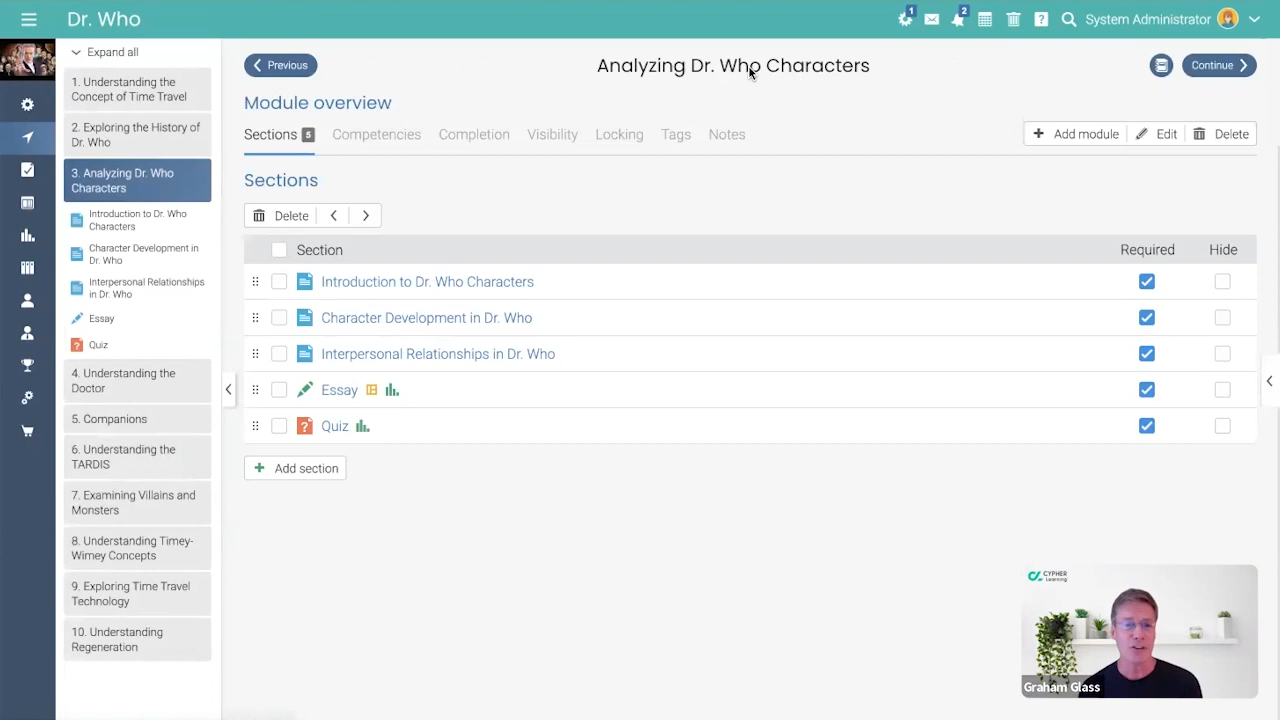 Dr. Who
1
2
System Administrator
Expand all
1. Understanding the
Concept of Time Travel
2. Exploring the History of
Dr. Who
3. Analyzing Dr. Who
Characters
Introduction to Dr. Who
Characters
Character Development in
Dr. Who
Interpersonal Relationships
in Dr. Who
Essay
Quiz
4. Understanding the
Doctor
5. Companions
6. Understanding the
TARDIS
7. Examining Villains and
Monsters
8. Understanding Timey-
Wimey Concepts
9. Exploring Time Travel
Technology
10. Understanding
Regeneration
Previous
Analyzing Dr. Who Characters
Continue
Module overview
Sections 5 Competencies Completion Visibility Locking Tags Notes
Add module Edit Delete
Sections
Delete
Section Required Hide
Introduction to Dr. Who Characters
Character Development in Dr. Who
Interpersonal Relationships in Dr. Who
Essay
Quiz
Add section
CYPHER
Learning
Graham Glass